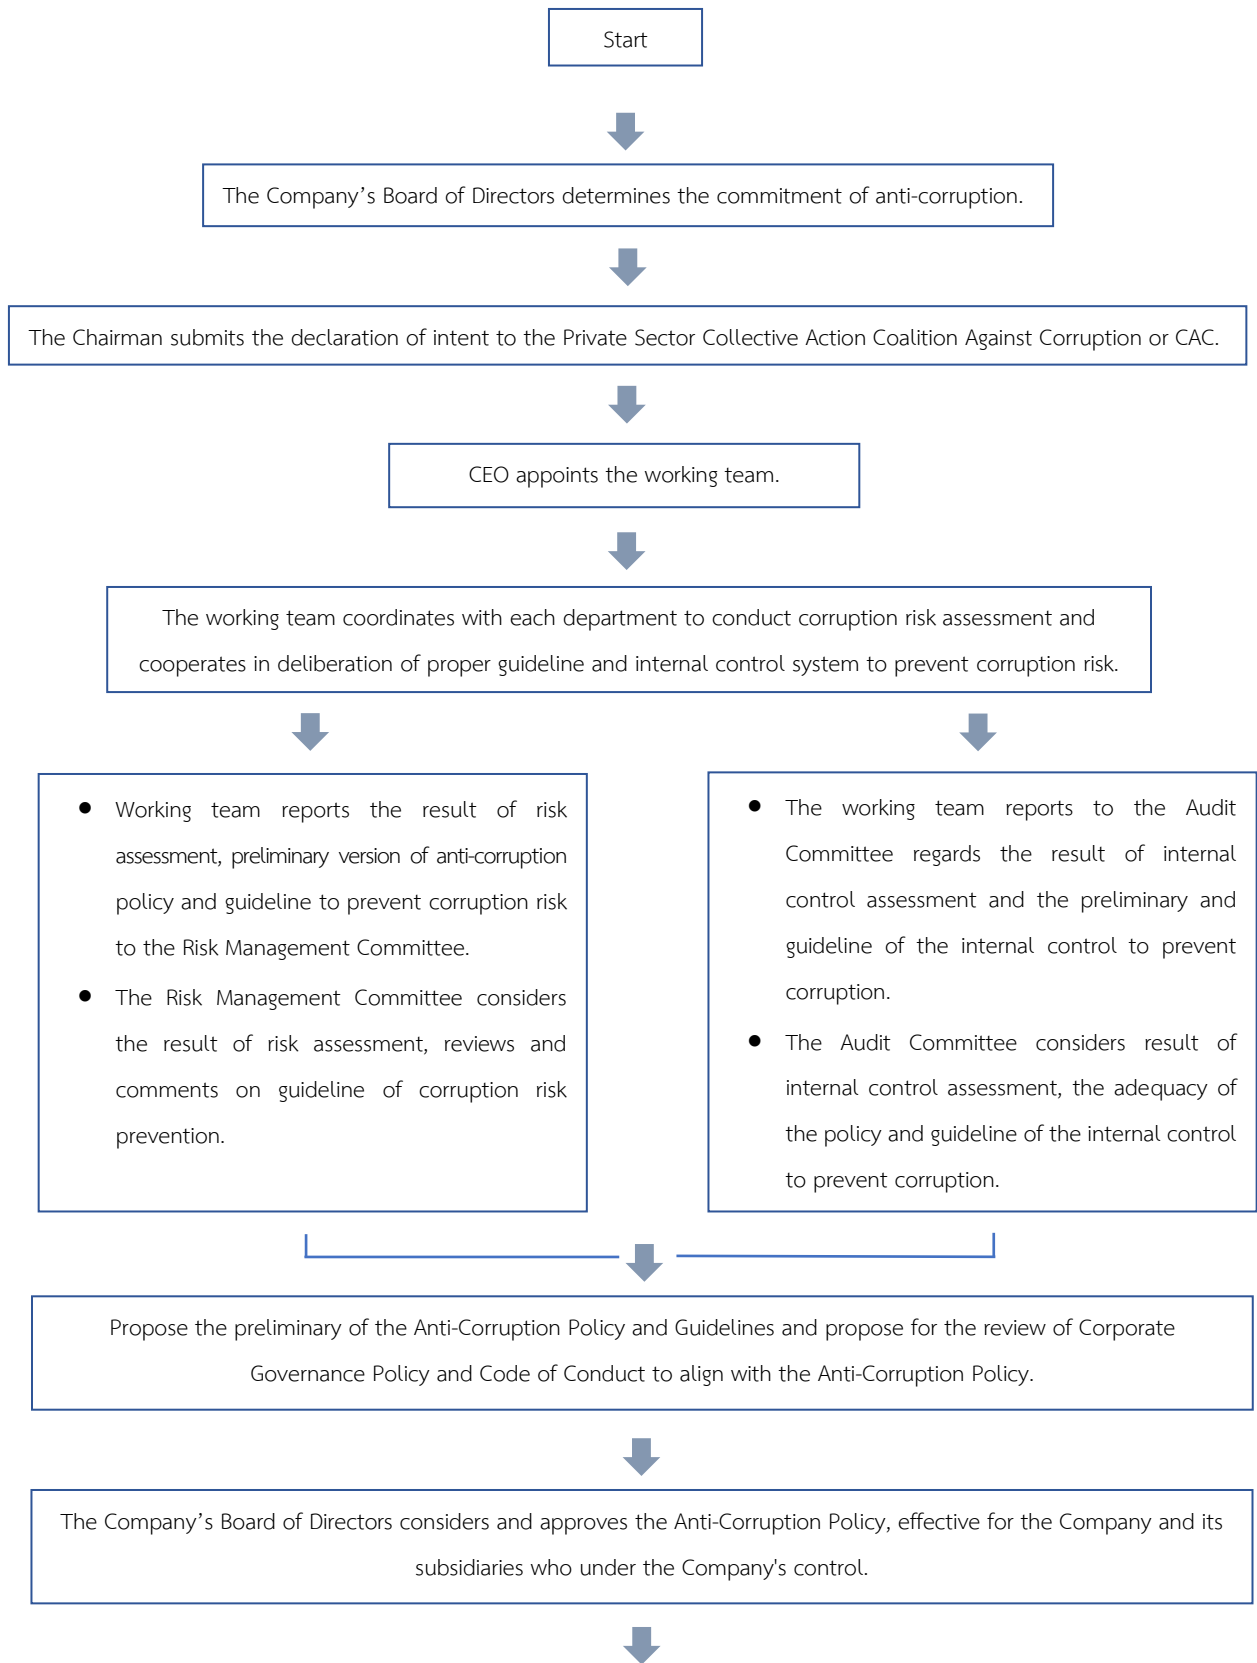 Start
The Company’s Board of Directors determines the commitment of anti-corruption.
The Chairman submits the declaration of intent to the Private Sector Collective Action Coalition Against Corruption or CAC.
CEO appoints the working team.
The working team coordinates with each department to conduct corruption risk assessment and
cooperates in deliberation of proper guideline and internal control system to prevent corruption risk.
● Working team reports the result of risk
assessment, preliminary version of anti-corruption
policy and guideline to prevent corruption risk
to the Risk Management Committee.
● The Risk Management Committee considers
the result of risk assessment, reviews and
comments on guideline of corruption risk
prevention.
● The working team reports to the Audit
Committee regards the result of internal
control assessment and the preliminary and
guideline of the internal control to prevent
corruption.
● The Audit Committee considers result of
internal control assessment, the adequacy of
the policy and guideline of the internal control
to prevent corruption.
Propose the preliminary of the Anti-Corruption Policy and Guidelines and propose for the review of Corporate
Governance Policy and Code of Conduct to align with the Anti-Corruption Policy.
The Company’s Board of Directors considers and approves the Anti-Corruption Policy, effective for the Company and its
subsidiaries who under the Company's control.